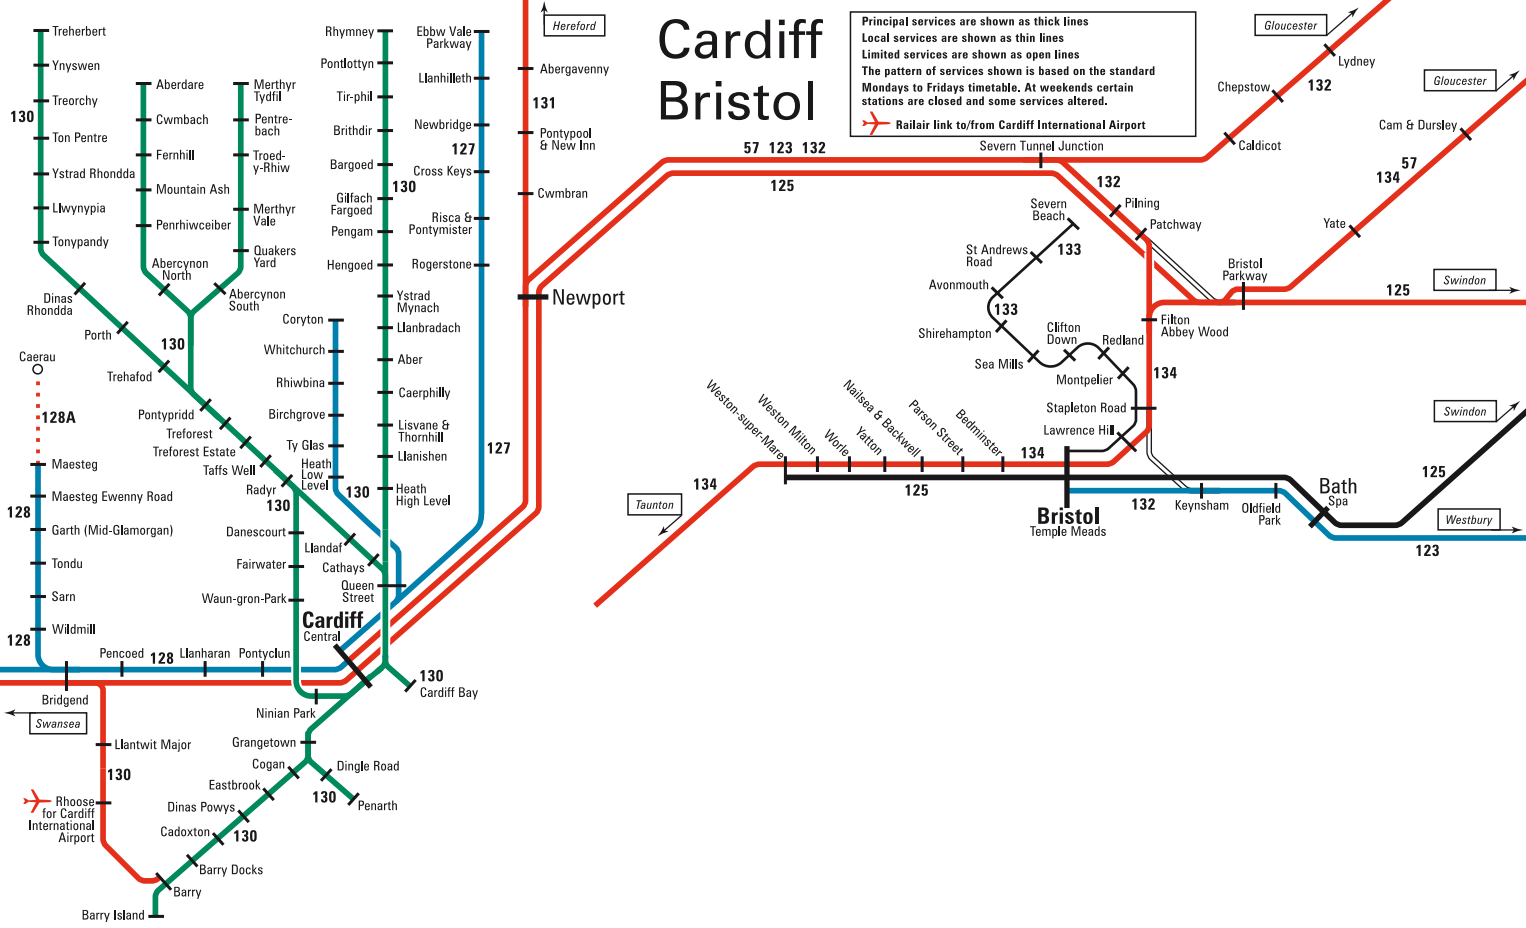 Cardiff
Bristol
Principal services are shown as thick lines
Local services are shown as thin lines
Limited services are shown as open lines
The pattern of services shown is based on the standard
Mondays to Fridays timetable. At weekends certain
stations are closed and some services altered.
Railair link to/from Cardiff International Airport
Treherbert
Ynyswen
Treorchy
130
Ton Pentre
Ystrad Rhondda
Llwynypia
Tonypandy
Dinas
Rhondda
Porth
Trehafod
Pontypridd
Treforest
Treforest Estate
Taffs Well
Radyr
130
Aberdare
Cwmbach
Fernhill
Mountain Ash
Penrhiwceiber
Abercynon
North
Merthyr
Tydfil
Pentre-
bach
Troed-
y-Rhiw
Merthyr
Vale
Quakers
Yard
Abercynon
South
130
Rhymney
Pontlottyn
Tir-phil
Brithdir
Bargoed
130
Gilfach
Fargoed
Pengam
Hengoed
Ystrad
Mynach
Llanbradach
Aber
Caerphilly
Lisvane &
Thornhill
Llanishen
Heath
High Level
Ebbw Vale
Parkway
Llanhilleth
Newbridge
127
Cross Keys
Risca &
Pontymister
Rogerstone
127
Coryton
Whitchurch
Rhiwbina
Birchgrove
Ty Glas
Heath
Low
Level
130
Hereford
Abergavenny
131
Pontypool
& New Inn
Cwmbran
Newport
Caerau
128A
Maesteg
Maesteg Ewenny Road
128
Garth (Mid-Glamorgan)
Tondu
Sarn
Wildmill
128
Pencoed
128
Llanharan
Pontyclun
Bridgend
Swansea
Danescourt
Fairwater
Waun-gron-Park
Llandaf
Cathays
Queen
Street
Cardiff
Central
130
Cardiff Bay
Ninian Park
Grangetown
Cogan
Dingle Road
130
Penarth
Eastbrook
Dinas Powys
130
Cadoxton
Barry Docks
Barry
Barry Island
Llantwit Major
130
Rhoose
for Cardiff
International
Airport
57 123 132
125
Severn Tunnel Junction
Gloucester
Lydney
132
Chepstow
Caldicot
Gloucester
Cam & Dursley
57
134
Yate
132
Pilning
Patchway
Bristol
Parkway
125
Swindon
Severn
Beach
133
St Andrews
Road
Avonmouth
133
Shirehampton
Sea Mills
Clifton
Down
Redland
Montpelier
Filton
Abbey Wood
134
Stapleton Road
Lawrence Hill
Weston-super-Mare
Weston Milton
Worle
Yatton
Nailsea & Backwell
Parson Street
Bedminster
134
134
Taunton
125
Bristol
Temple Meads
132
Keynsham
Oldfield
Park
Bath
Spa
Swindon
125
Westbury
123